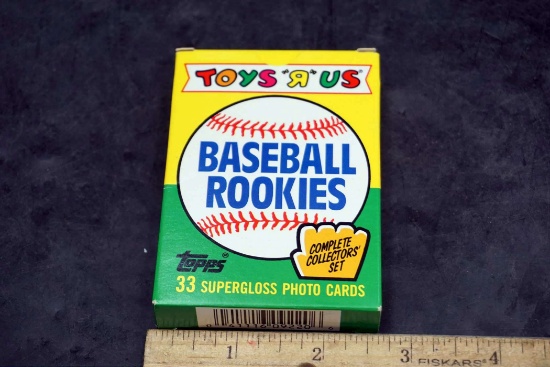 TOYS "Я" US
BASEBALL
ROOKIES
COMPLETE
COLLECTORS'
SET
Topps®
33 SUPERGLOSS PHOTO CARDS
1 2 3 4
FISKARS